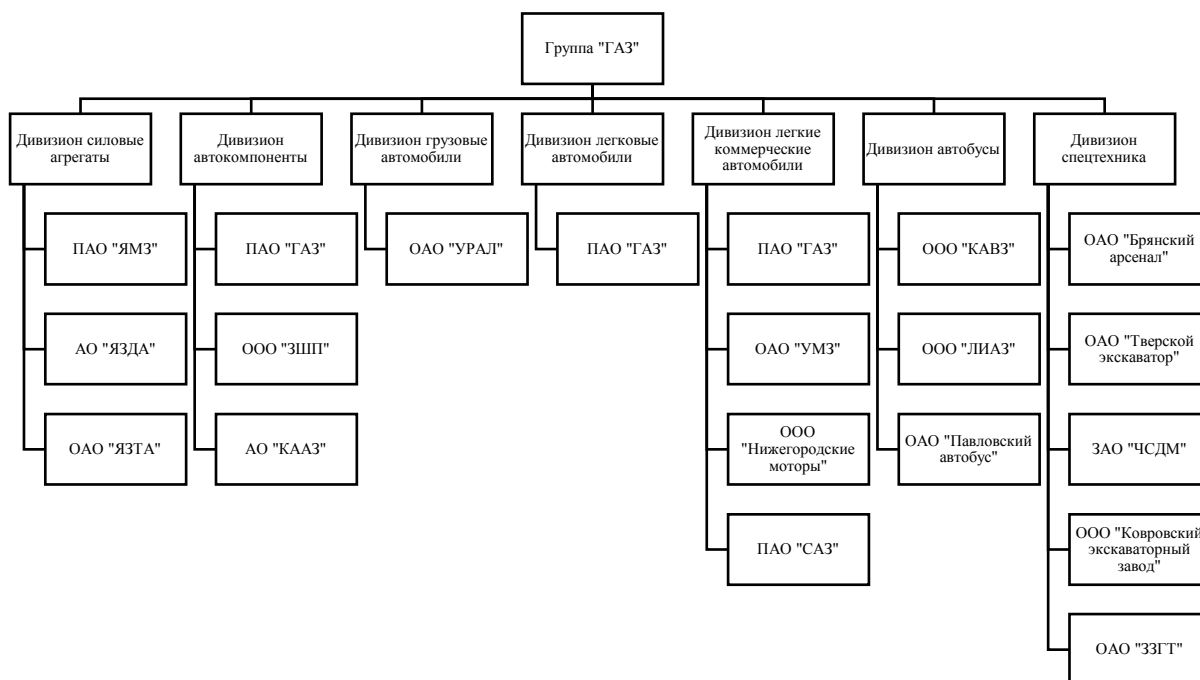 Группа "ГАЗ"
Дивизион силовые
агрегаты
Дивизион
автокомпоненты
Дивизион грузовые
автомобили
Дивизион легковые
автомобили
Дивизион легкие
коммерческие
автомобили
Дивизион автобусы
Дивизион
спецтехника
ПАО "ЯМЗ"
АО "ЯЗДА"
ОАО "ЯЗТА"
ПАО "ГАЗ"
ООО "ЗШП"
АО "КААЗ"
ОАО "УРАЛ"
ПАО "ГАЗ"
ПАО "ГАЗ"
ОАО "УМЗ"
ООО
"Нижегородские
моторы"
ПАО "САЗ"
ООО "КАВЗ"
ООО "ЛИАЗ"
ОАО "Павловский
автобус"
ОАО "Брянский
арсенал"
ОАО "Тверской
экскаватор"
ЗАО "ЧСДМ"
ООО "Ковровский
экскаваторный
завод"
ОАО "ЗЗГТ"